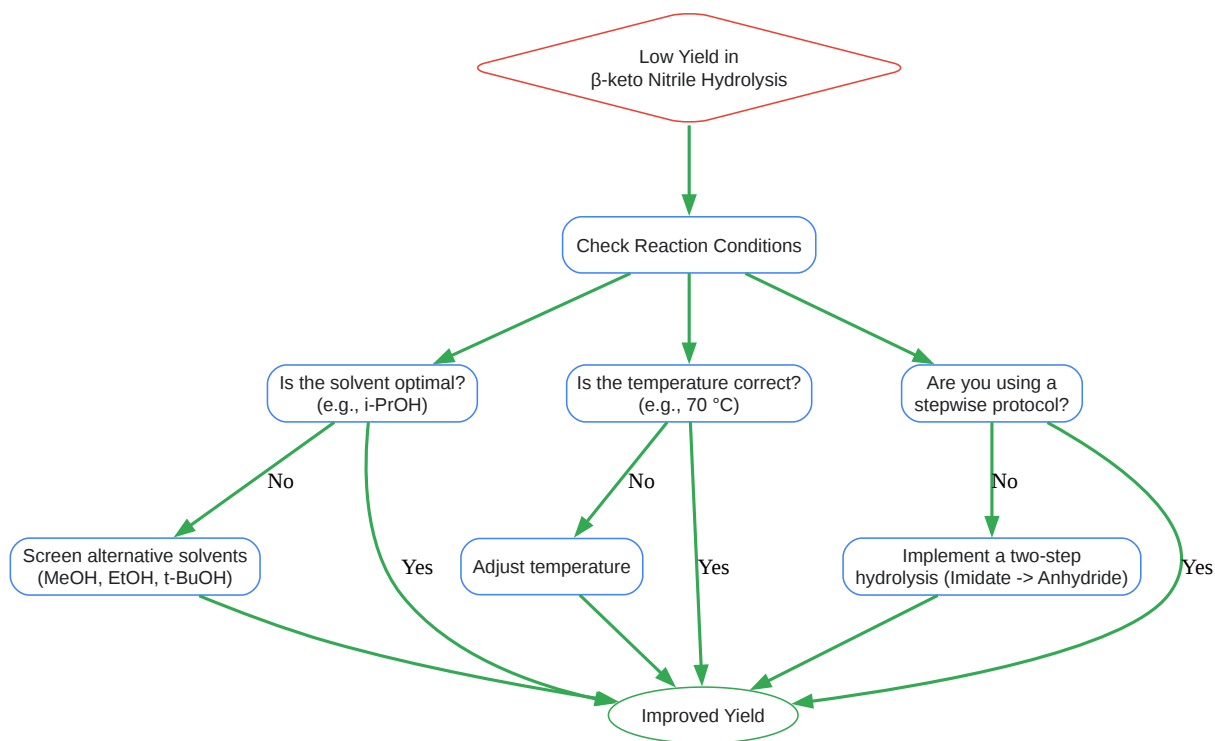 Low Yield in
β-keto Nitrile Hydrolysis
Check Reaction Conditions
Is the solvent optimal?
(e.g., i-PrOH)
Is the temperature correct?
(e.g., 70 °C)
Are you using a
stepwise protocol?
No
No
No
Screen alternative solvents
(MeOH, EtOH, t-BuOH)
Yes
Adjust temperature
Yes
Implement a two-step
hydrolysis (Imidate -> Anhydride)
Yes
Improved Yield